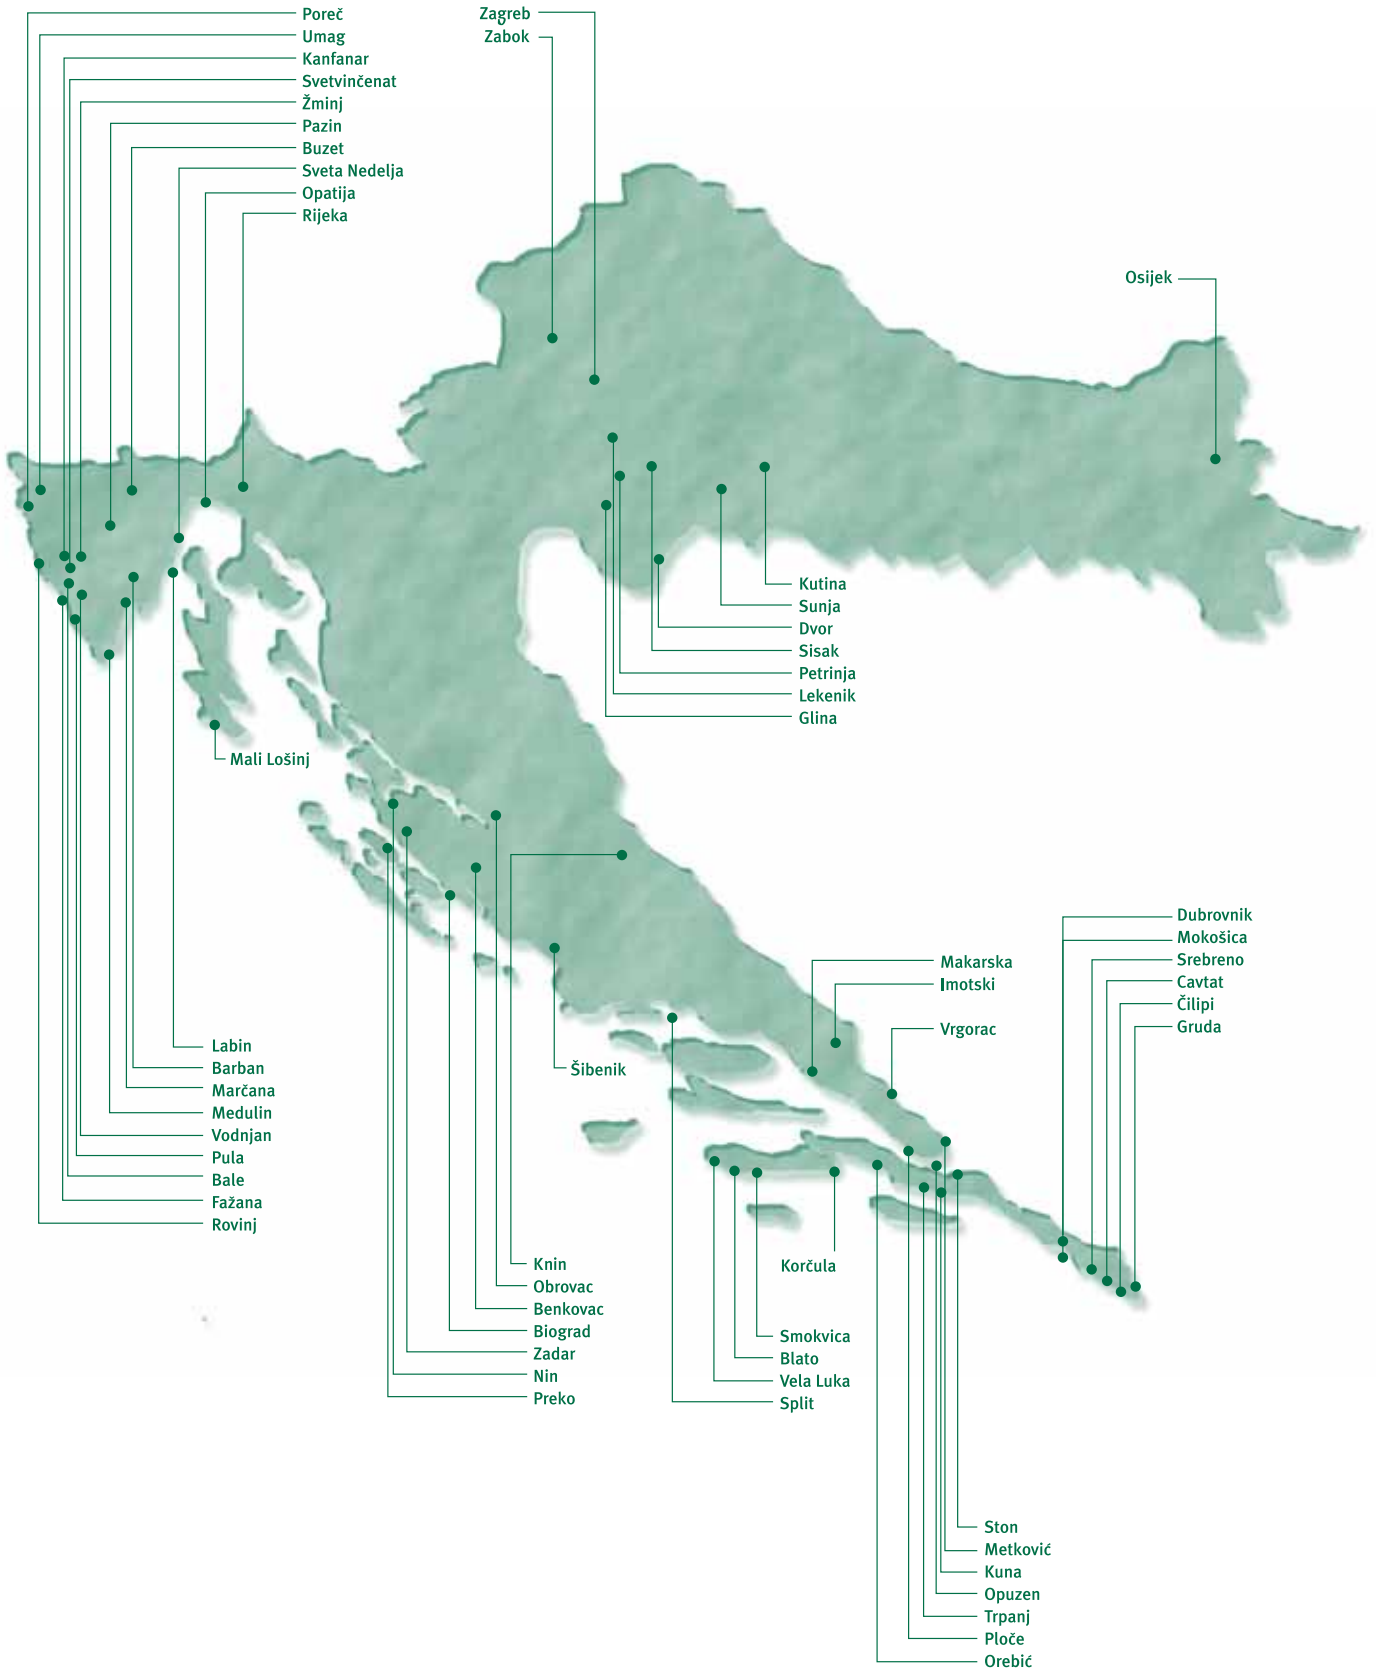 Poreč
Umag
Kanfanar
Svetvinčenat
Žminj
Pazin
Buzet
Sveta Nedelja
Opatija
Rijeka
Zagreb
Zabok
Osijek
Kutina
Sunja
Dvor
Sisak
Petrinja
Lekenik
Glina
Mali Lošinj
Dubrovnik
Mokošica
Srebreno
Cavtat
Čilipi
Gruda
Makarska
Imotski
Vrgorac
Labin
Barban
Marčana
Medulin
Vodnjan
Pula
Bale
Fažana
Rovinj
Šibenik
Knin
Obrovac
Benkovac
Biograd
Zadar
Nin
Preko
Korčula
Smokvica
Blato
Vela Luka
Split
Ston
Metković
Kuna
Opuzen
Trpanj
Ploče
Orebić